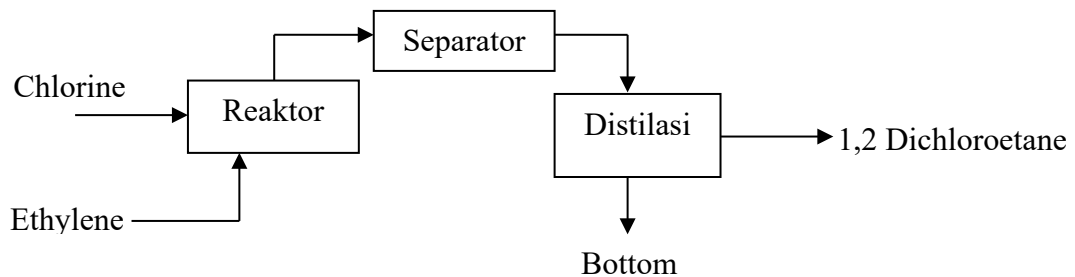 Separator
Chlorine
Reaktor
Distilasi
1,2 Dichloroetane
Ethylene
Bottom